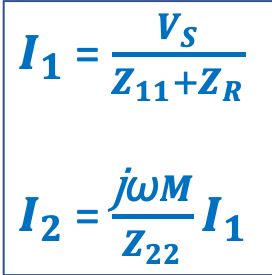 I₁ = V_S / (Z₁₁+Z_R)
I₂ = (jωM / Z₂₂) I₁